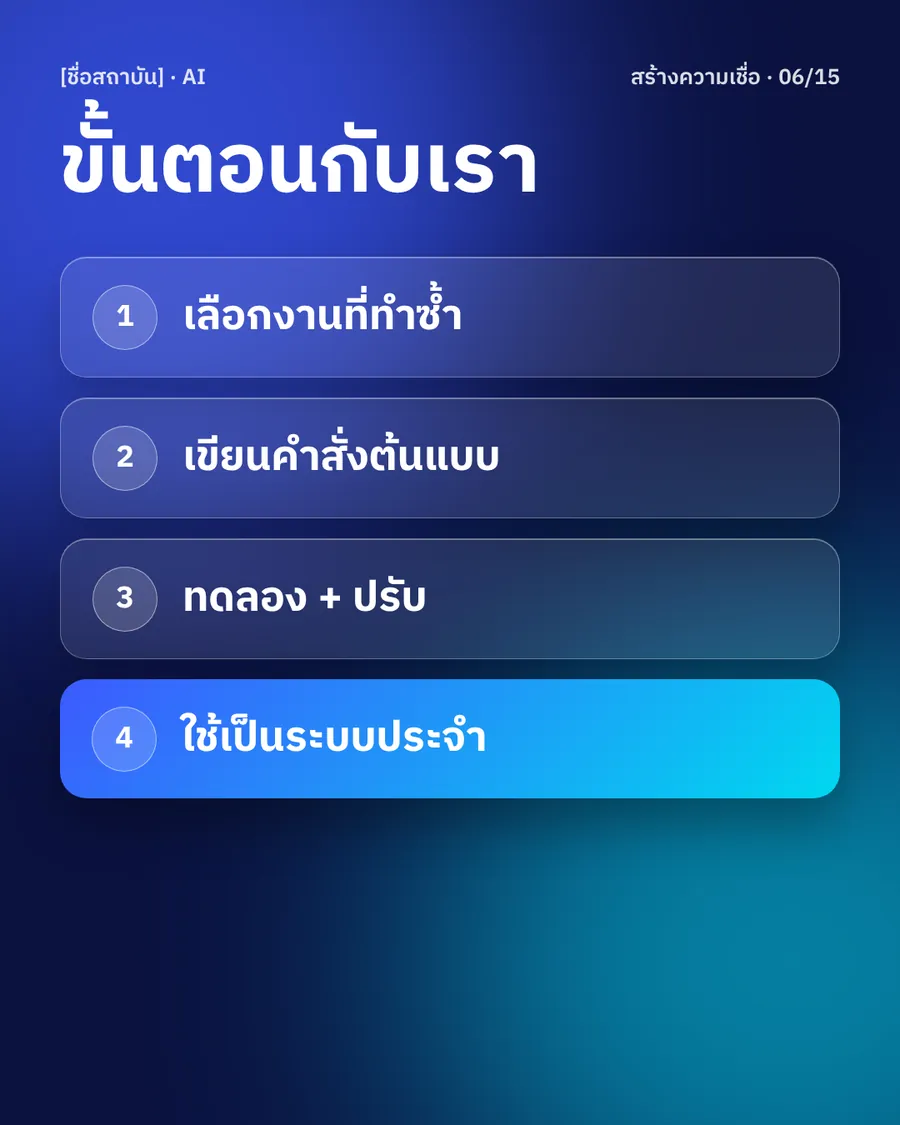 [ชื่อสถาบัน] · AI
สร้างความเชื่อ · 06/15
ขั้นตอนกับเรา
1 เลือกงานที่ทำซ้ำ
2 เขียนคำสั่งต้นแบบ
3 ทดลอง + ปรับ
4 ใช้เป็นระบบประจำ